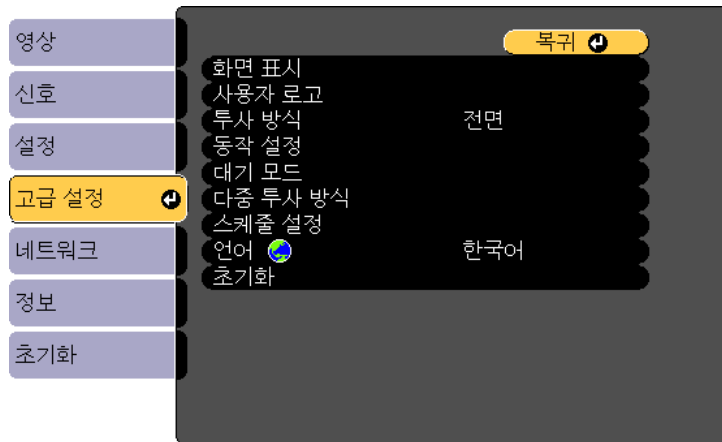 영상
신호
설정
고급 설정
네트워크
정보
초기화
복귀
화면 표시
사용자 로고
투사 방식 전면
동작 설정
대기 모드
다중 투사 방식
스케줄 설정
언어 한국어
초기화